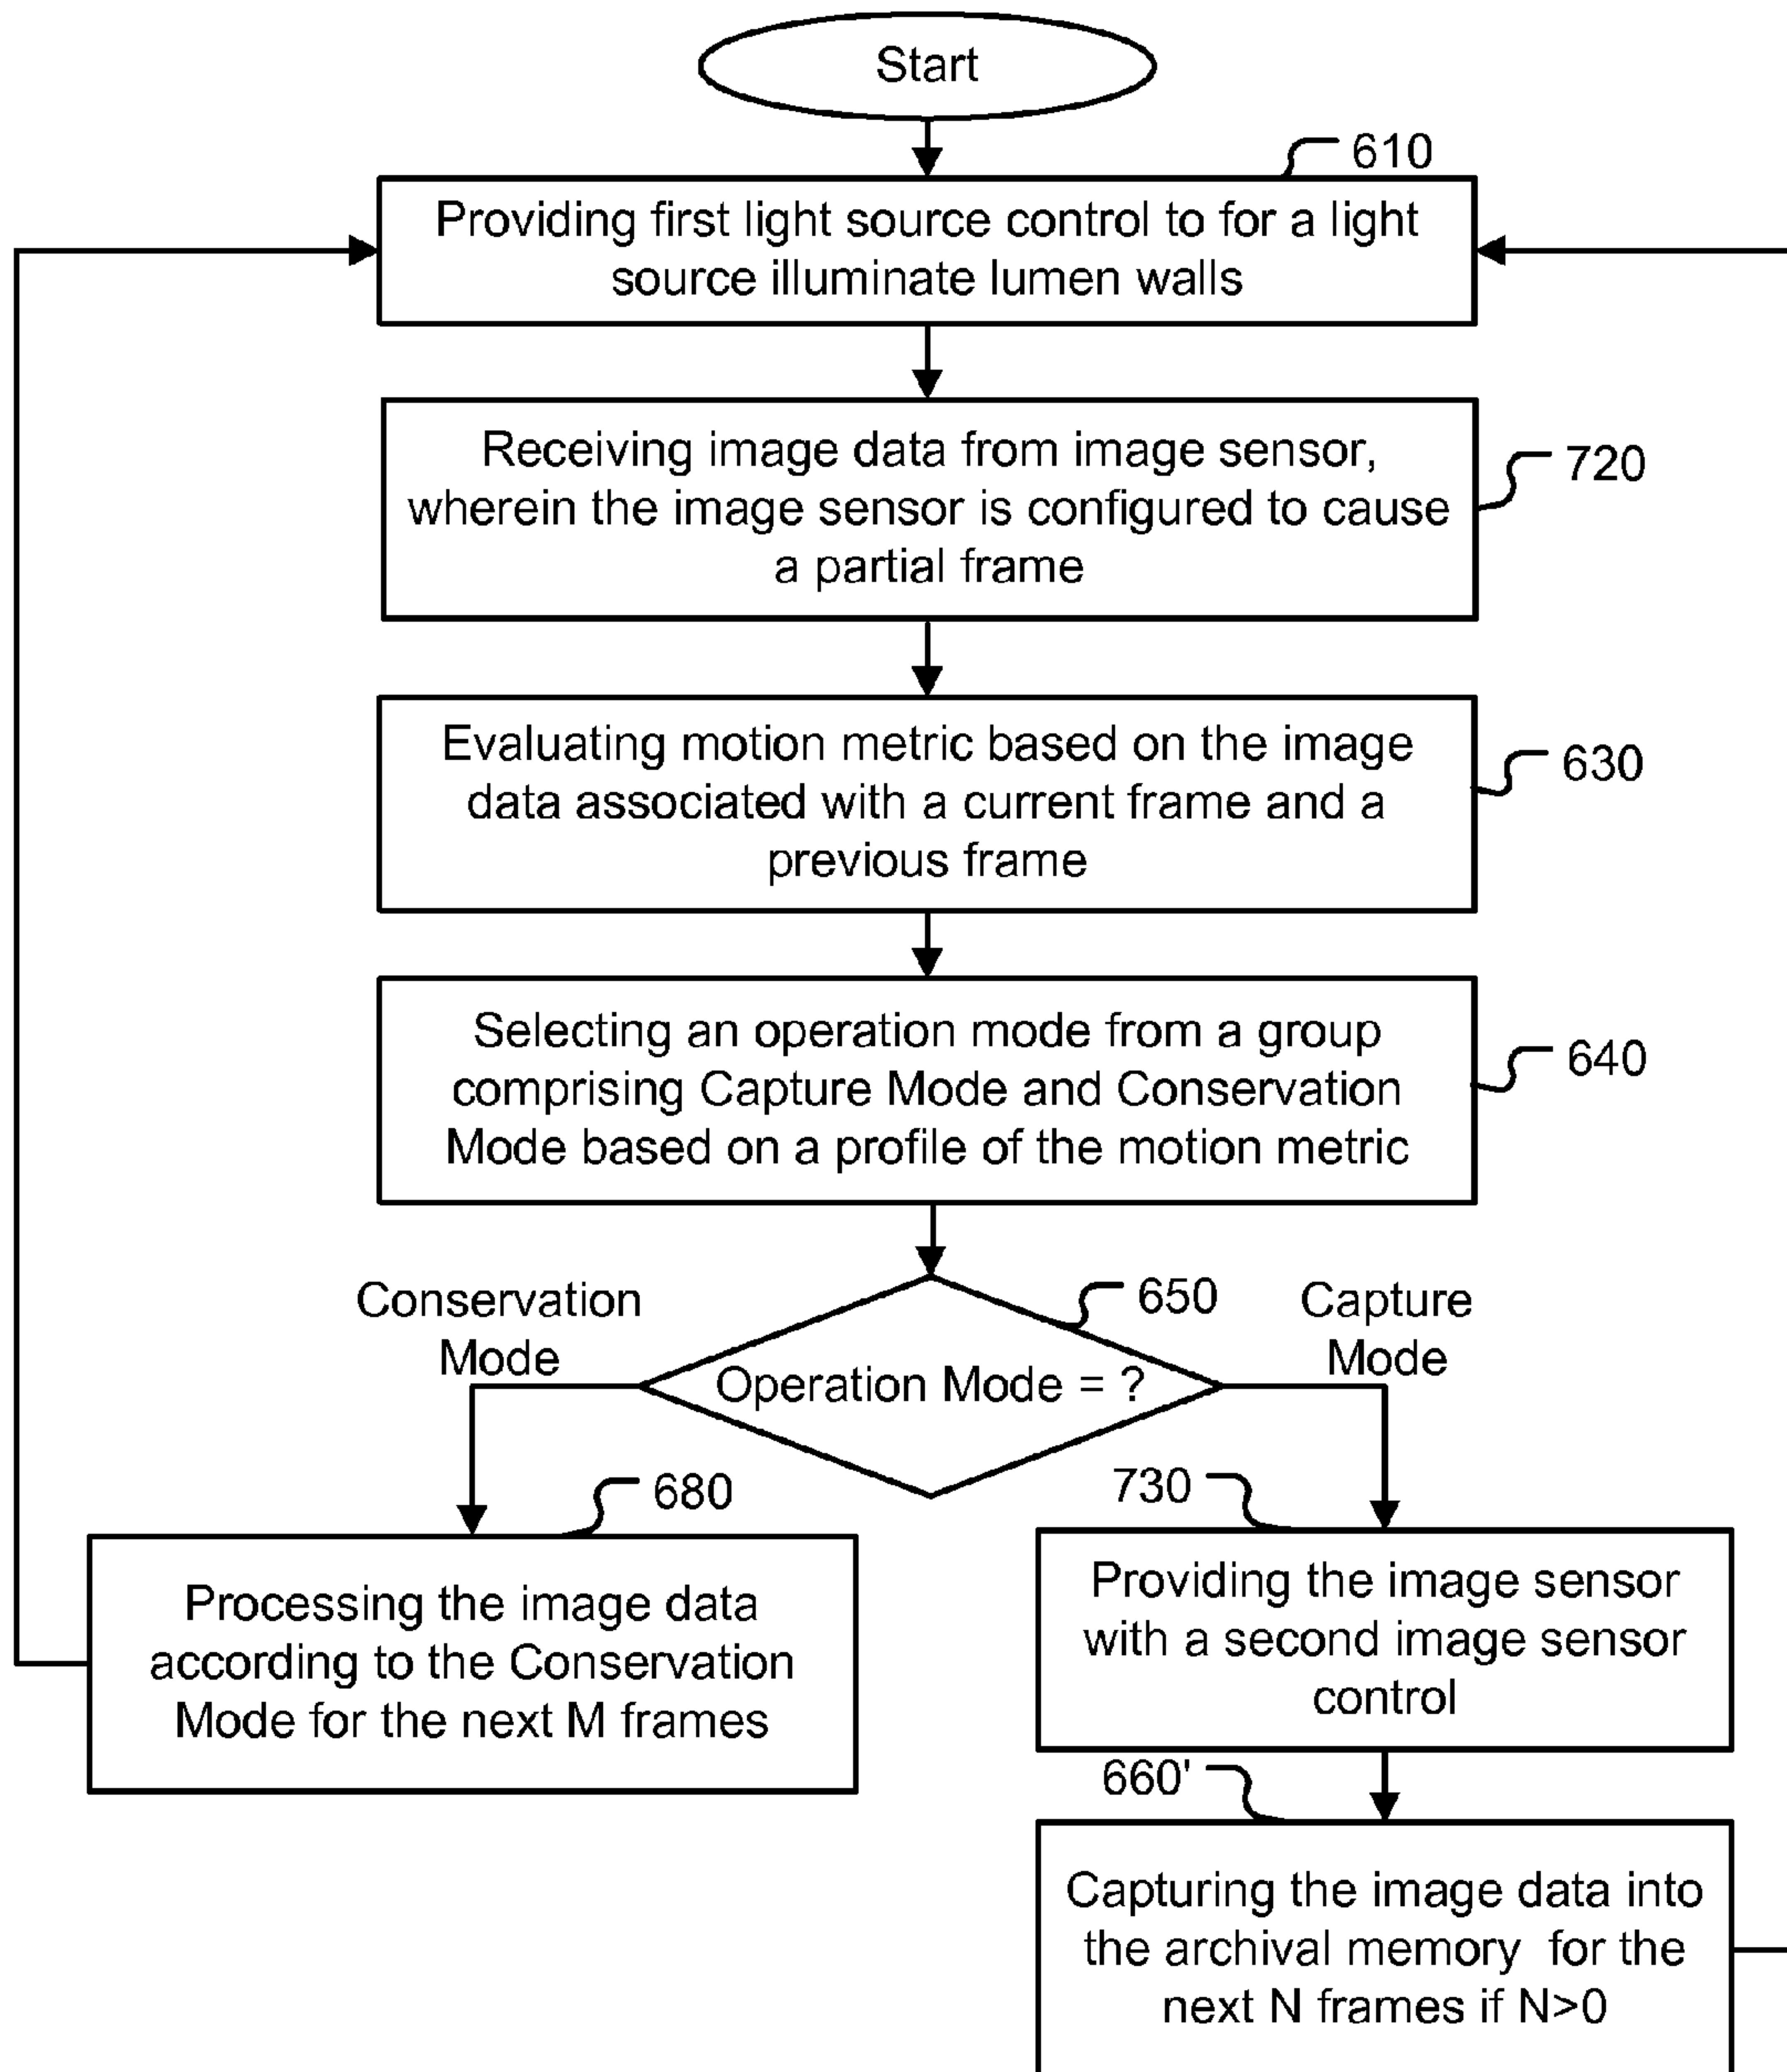 Start
610
Providing first light source control to for a light
source illuminate lumen walls
Receiving image data from image sensor,
wherein the image sensor is configured to cause
a partial frame
720
Evaluating motion metric based on the image
data associated with a current frame and a
previous frame
630
Selecting an operation mode from a group
comprising Capture Mode and Conservation
Mode based on a profile of the motion metric
640
Conservation
Mode
650
Capture
Mode
Operation Mode = ?
680
Processing the image data
according to the Conservation
Mode for the next M frames
730
Providing the image sensor
with a second image sensor
control
660'
Capturing the image data into
the archival memory for the
next N frames if N>0